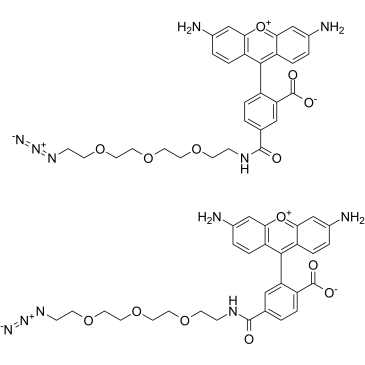 H₂N O⁺ NH₂
O
O⁻
⁻N N⁺ N O O O N H O
H₂N O⁺ NH₂
O
O⁻
⁻N N⁺ N O O O H N O